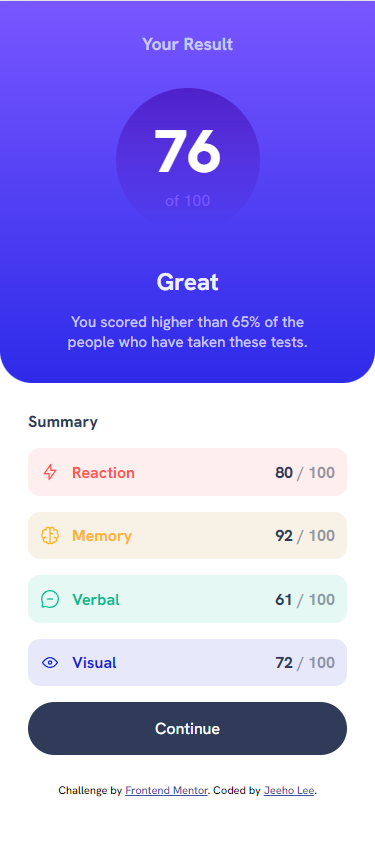 Your Result
76
of 100
Great
You scored higher than 65% of the
people who have taken these tests.
Summary
Reaction 80 / 100
Memory 92 / 100
Verbal 61 / 100
Visual 72 / 100
Continue
Challenge by Frontend Mentor. Coded by Jeeho Lee.